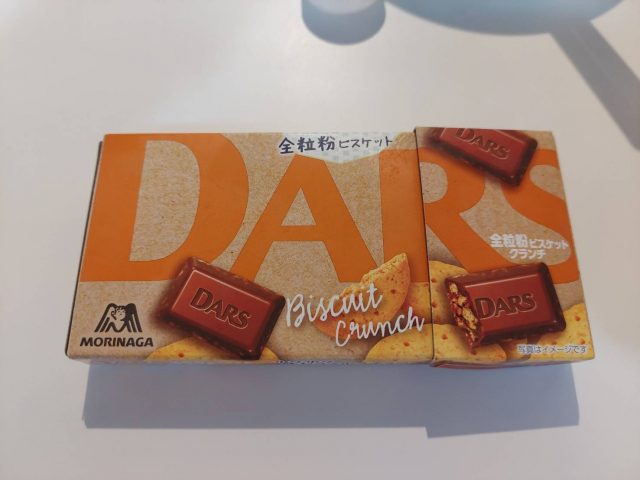 全粒粉ビスケット
DARS
DARS
全粒粉ビスケット
クランチ
DARS
DARS
Biscuit
Crunch
MORINAGA
写真はイメージです